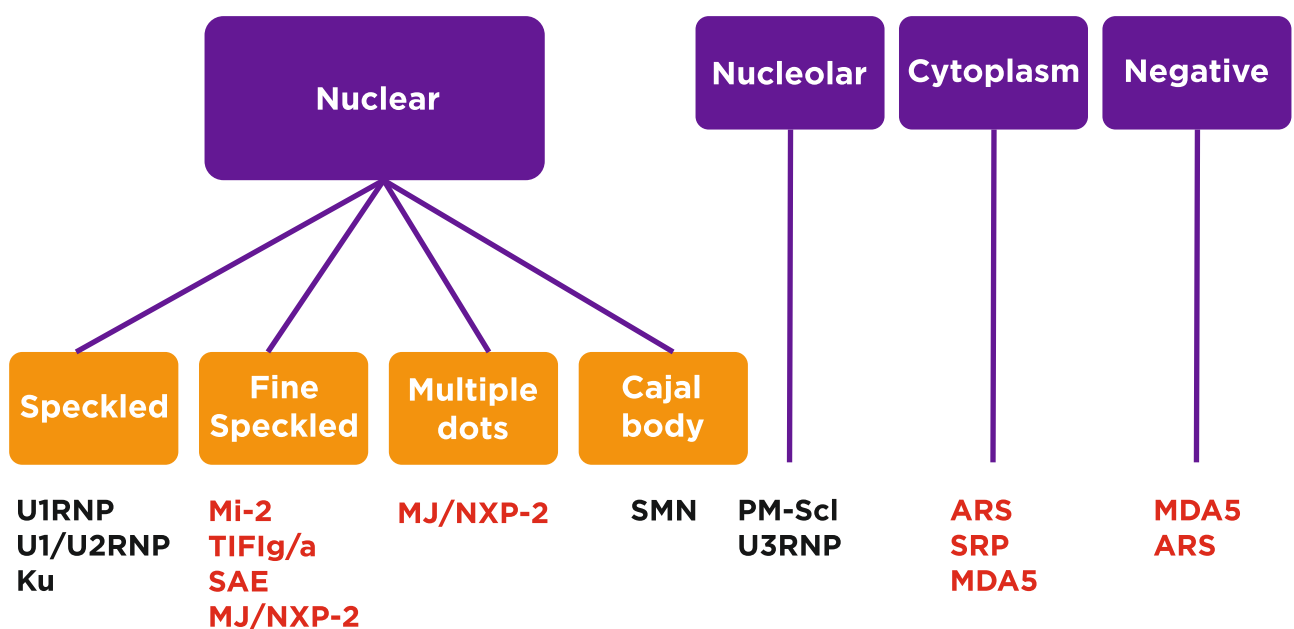 Nuclear
Nucleolar
Cytoplasm
Negative
Speckled
Fine
Speckled
Multiple
dots
Cajal
body
U1RNP
U1/U2RNP
Ku
Mi-2
TIFIg/a
SAE
MJ/NXP-2
MJ/NXP-2
SMN
PM-Scl
U3RNP
ARS
SRP
MDA5
MDA5
ARS